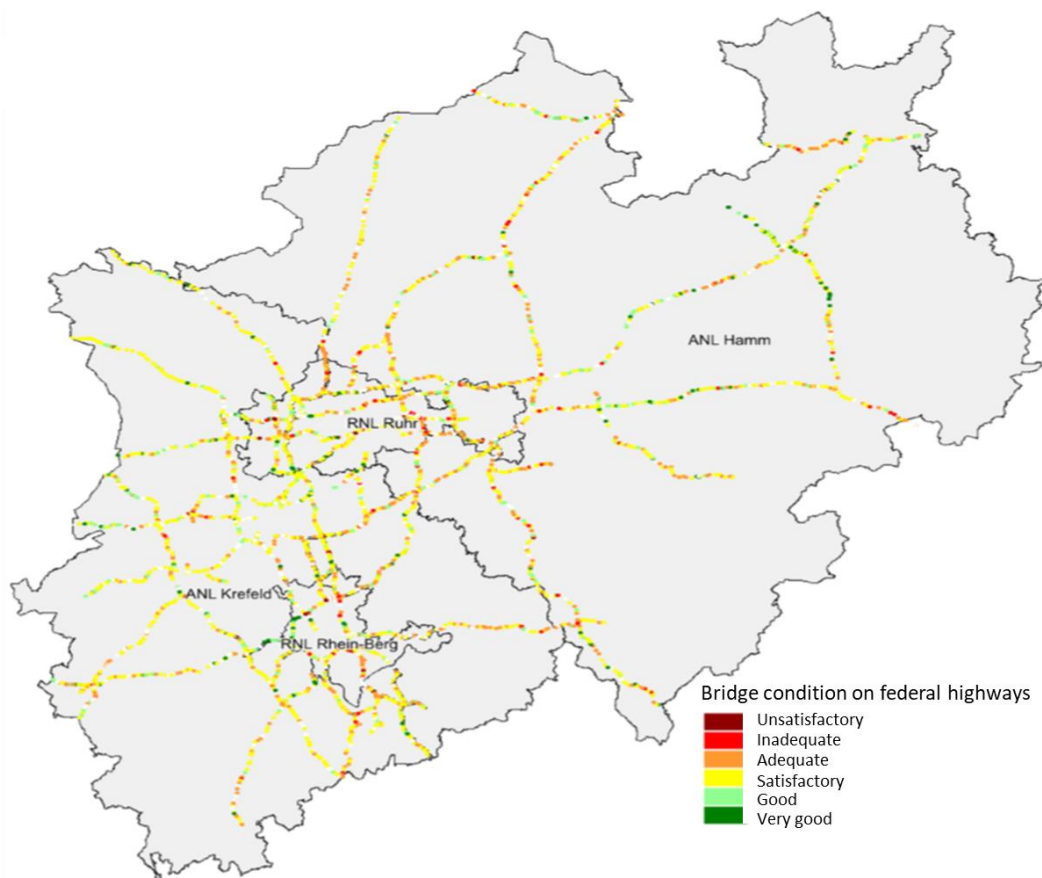 ANL Hamm
RNL Ruhr
ANL Krefeld
RNL Rhein-Berg
Bridge condition on federal highways
Unsatisfactory
Inadequate
Adequate
Satisfactory
Good
Very good